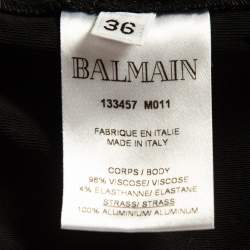 36
BALMAIN
133457 M011
FABRIQUE EN ITALIE
MADE IN ITALY
CORPS/ BODY
96% VISCOSE/ VISCOSE
4% ELASTHANNE/ ELASTANE
STRASS/ STRASS
100% ALUMINIUM/ ALUMINIUM